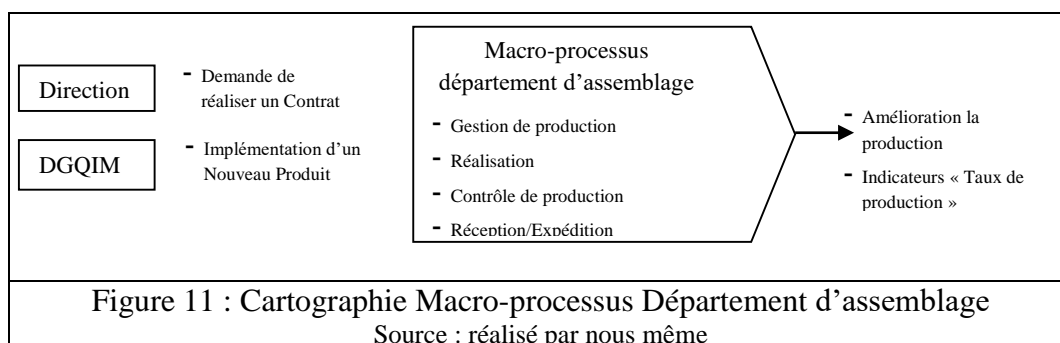 Direction
- Demande de
réaliser un Contrat
DGQIM
- Implémentation d’un
Nouveau Produit
Macro-processus
département d’assemblage
- Gestion de production
- Réalisation
- Contrôle de production
- Réception/Expédition
- Amélioration la
production
- Indicateurs « Taux de
production »
Figure 11 : Cartographie Macro-processus Département d’assemblage
Source : réalisé par nous même